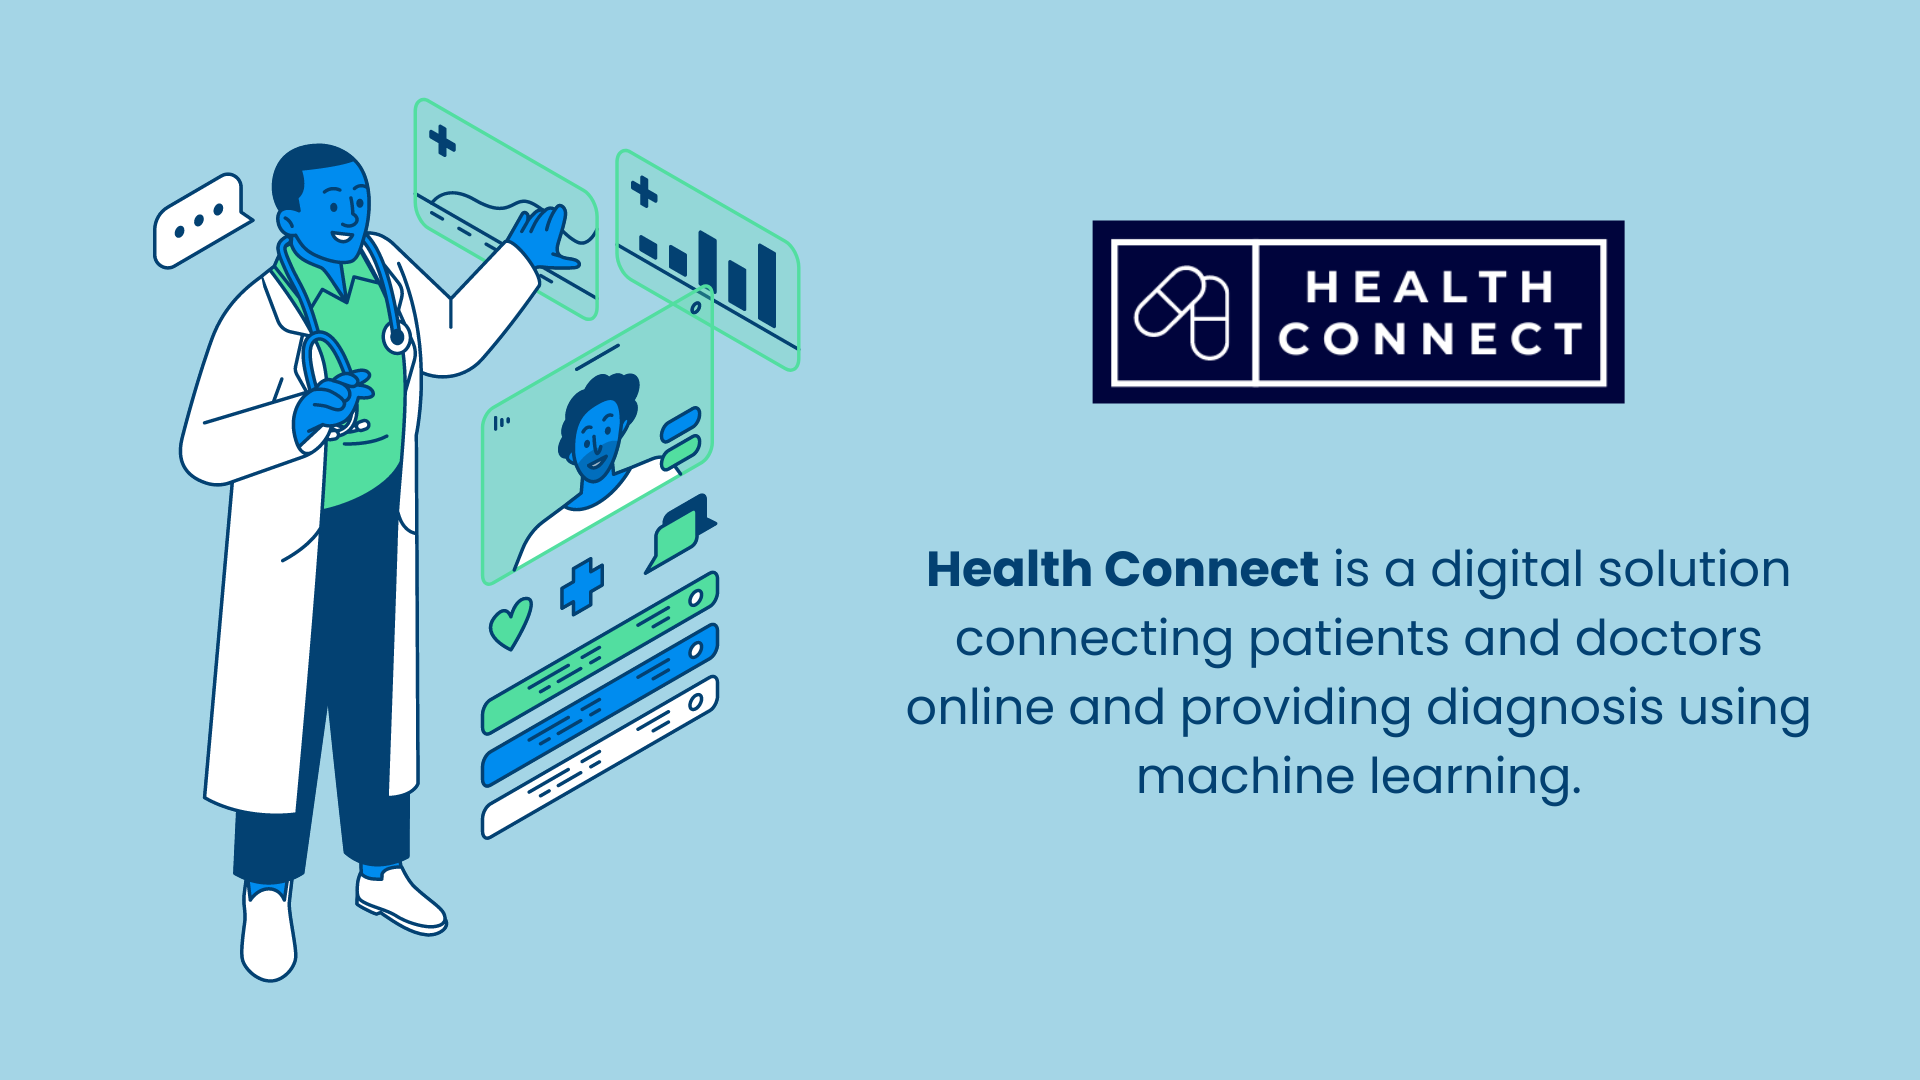 HEALTH
CONNECT
Health Connect is a digital solution
connecting patients and doctors
online and providing diagnosis using
machine learning.